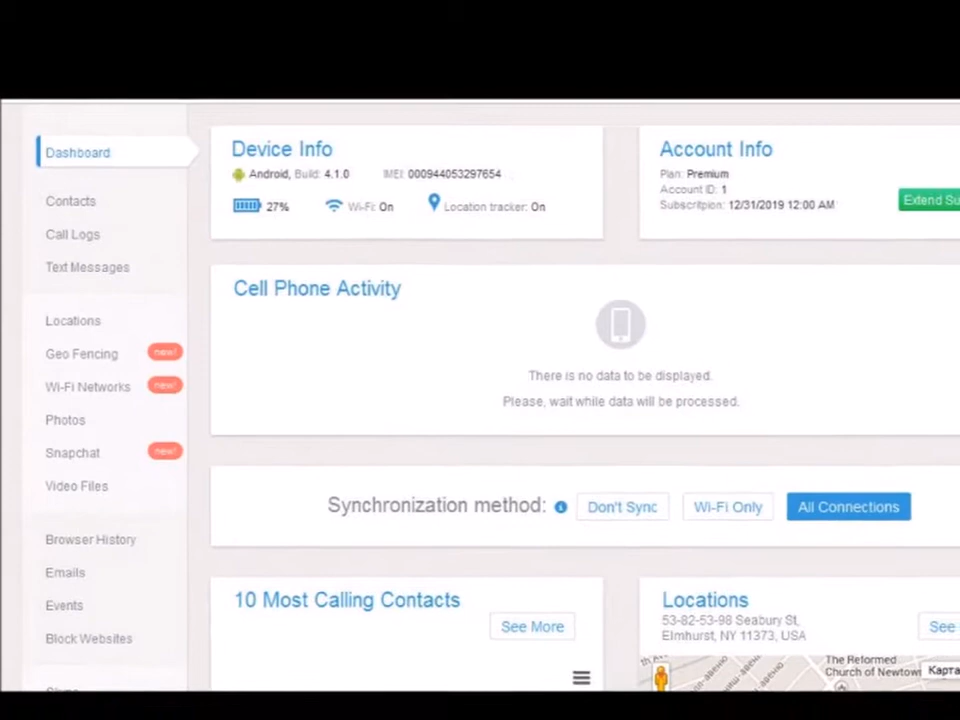 Dashboard
Contacts
Call Logs
Text Messages
Locations
Geo Fencing new!
Wi-Fi Networks new!
Photos
Snapchat new!
Video Files
Browser History
Emails
Events
Block Websites
Device Info
Android, Build: 4.1.0 IMEI: 000944053297654
27% Wi-Fi: On Location tracker: On
Account Info
Plan: Premium
Account ID: 1
Subscritpion: 12/31/2019 12:00 AM
Extend Su
Cell Phone Activity
There is no data to be displayed.
Please, wait while data will be processed.
Synchronization method: Don't Sync Wi-Fi Only All Connections
10 Most Calling Contacts
See More
Locations
53-82-53-98 Seabury St,
Elmhurst, NY 11373, USA
See
The Reformed
Church of Newtown
Карта